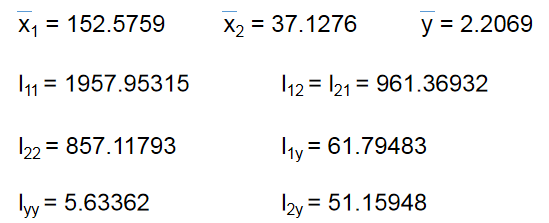 x̄₁ = 152.5759 x̄₂ = 37.1276 ȳ = 2.2069
l₁₁ = 1957.95315 l₁₂ = l₂₁ = 961.36932
l₂₂ = 857.11793 l₁y = 61.79483
lyy = 5.63362 l₂y = 51.15948